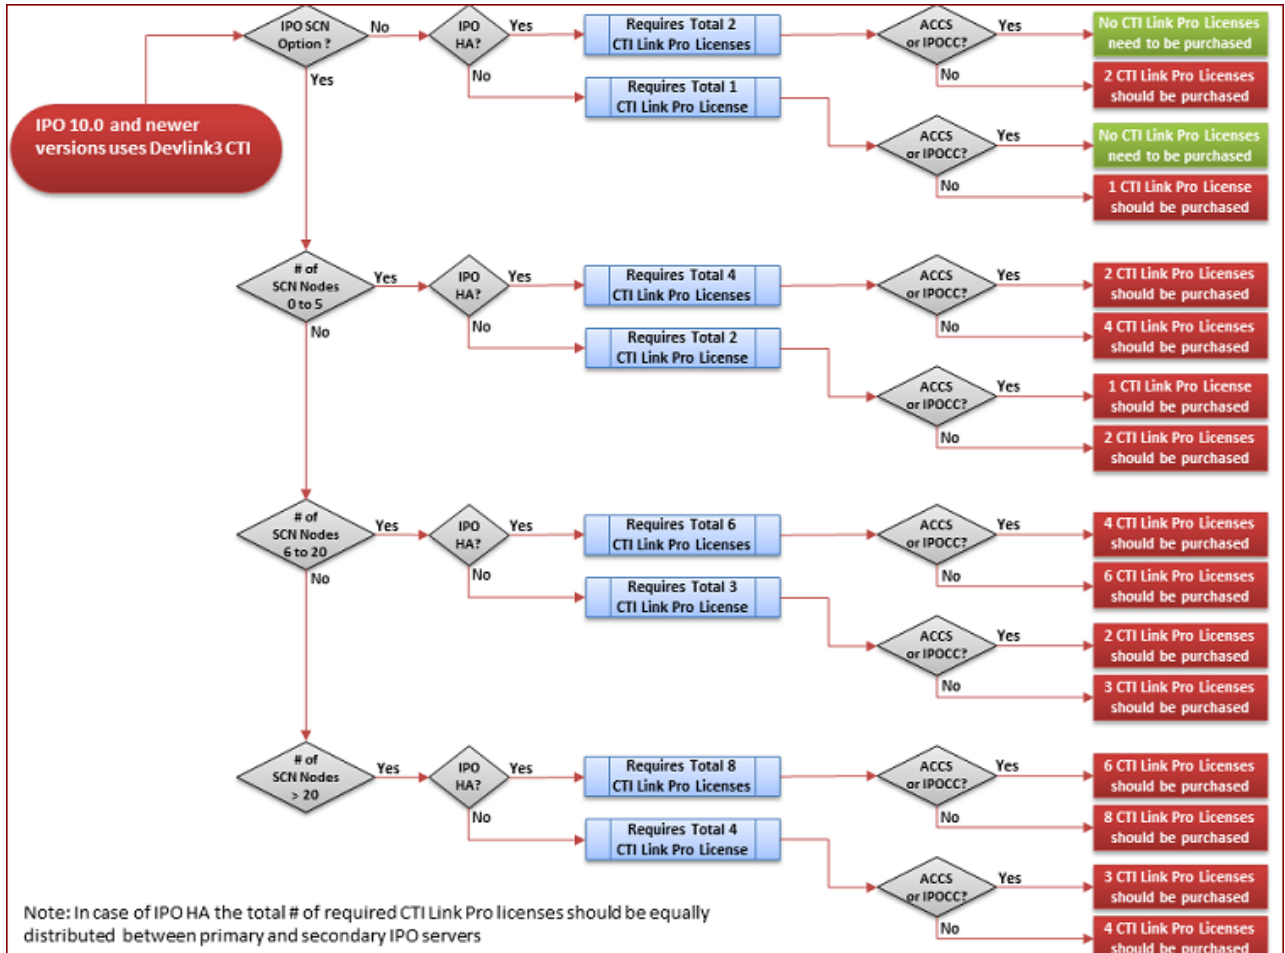 IPO SCN
Option ?
No
IPO
HA?
Yes
Requires Total 2
CTI Link Pro Licenses
ACCS
or IPOCC?
Yes
No CTI Link Pro Licenses
need to be purchased
No
2 CTI Link Pro Licenses
should be purchased
Yes
No
Requires Total 1
CTI Link Pro License
ACCS
or IPOCC?
Yes
No CTI Link Pro Licenses
need to be purchased
No
1 CTI Link Pro License
should be purchased
IPO 10.0 and newer
versions uses Devlink3 CTI
# of
SCN Nodes
0 to 5
Yes
IPO
HA?
Yes
Requires Total 4
CTI Link Pro Licenses
ACCS
or IPOCC?
Yes
2 CTI Link Pro Licenses
should be purchased
No
4 CTI Link Pro Licenses
should be purchased
No
No
Requires Total 2
CTI Link Pro License
ACCS
or IPOCC?
Yes
1 CTI Link Pro License
should be purchased
No
2 CTI Link Pro Licenses
should be purchased
# of
SCN Nodes
6 to 20
Yes
IPO
HA?
Yes
Requires Total 6
CTI Link Pro Licenses
ACCS
or IPOCC?
Yes
4 CTI Link Pro Licenses
should be purchased
No
6 CTI Link Pro Licenses
should be purchased
No
No
Requires Total 3
CTI Link Pro License
ACCS
or IPOCC?
Yes
2 CTI Link Pro Licenses
should be purchased
No
3 CTI Link Pro Licenses
should be purchased
# of
SCN Nodes
> 20
Yes
IPO
HA?
Yes
Requires Total 8
CTI Link Pro Licenses
ACCS
or IPOCC?
Yes
6 CTI Link Pro Licenses
should be purchased
No
8 CTI Link Pro Licenses
should be purchased
No
Requires Total 4
CTI Link Pro License
ACCS
or IPOCC?
Yes
3 CTI Link Pro Licenses
should be purchased
No
4 CTI Link Pro Licenses
should be purchased
Note: In case of IPO HA the total # of required CTI Link Pro licenses should be equally
distributed between primary and secondary IPO servers